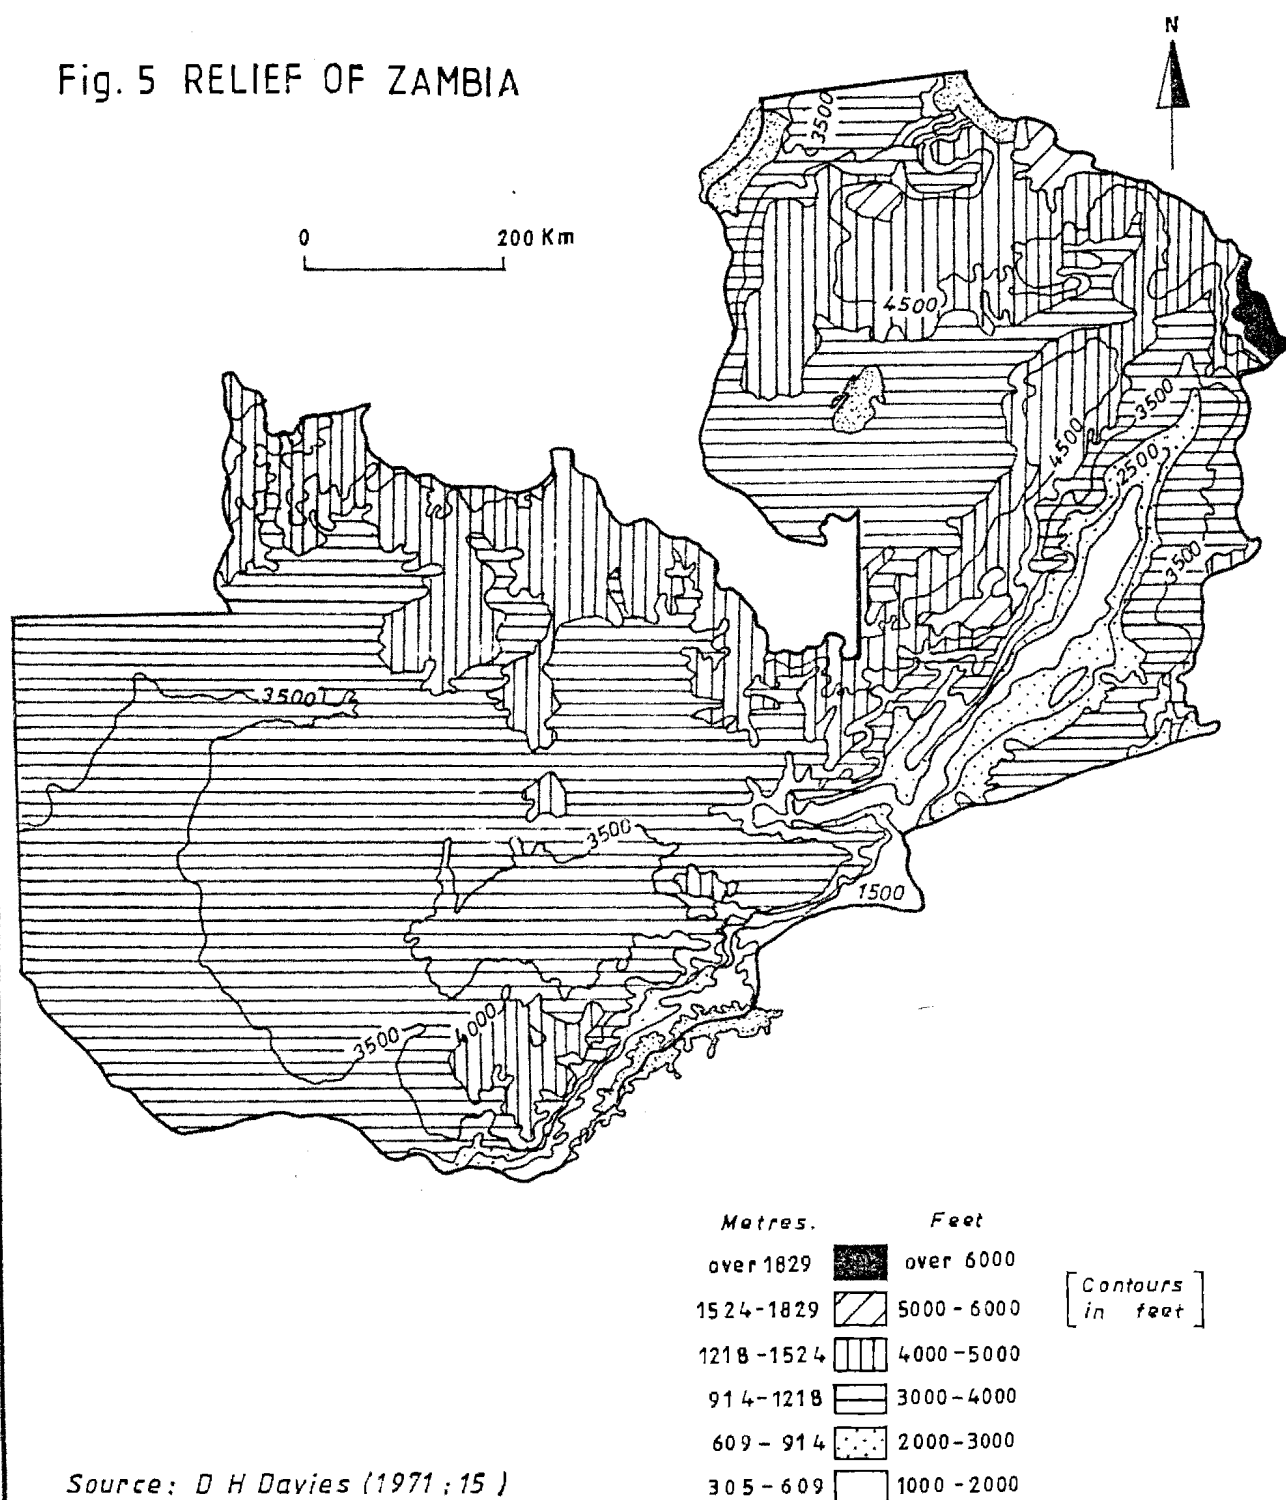 N
Fig. 5 RELIEF OF ZAMBIA
0 200 Km
3500
4500
3500
4500
2500
3500
3500
3500
1500
4000
3500
Metres. Feet
over 1829 over 6000
1524-1829 5000-6000
1218-1524 4000-5000
914-1218 3000-4000
609-914 2000-3000
305-609 1000-2000
[Contours
in feet]
Source: D H Davies (1971;15)